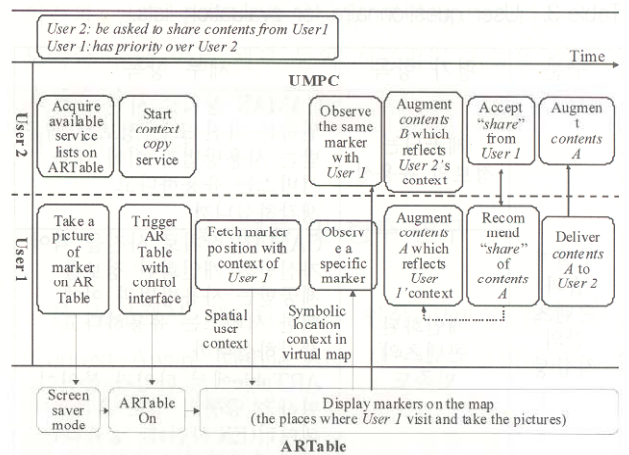 Table 3. User questionnaire for evaluation
User 2: be asked to share contents from User1
User 1: has priority over User 2
Time
UMPC
User 2
Acquire
available
service
lists on
ARTable
Start
context
copy
service
Observe
the same
marker
with
User 1
Augment
contents
B which
reflects
User 2's
context
Accept
"share"
from
User 1
Augmen
t
contents
A
User 1
Take a
picture
of
marker
on AR
Table
Trigger
AR
Table
with
control
interface
Fetch marker
position with
context of
User 1
Observ
e a
specific
marker
Augment
contents
A which
reflects
User
1'context
Recom
mend
"share"
of
contents
A
Deliver
contents
A to
User 2
Spatial
user
context
Symbolic
location
context in
virtual map
Screen
saver
mode
ARTable
On
Display markers on the map
(the places where User 1 visit and take the pictures)
ARTable